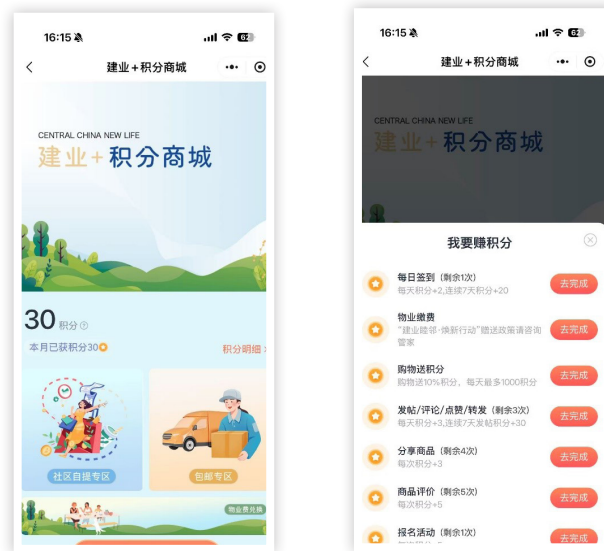 16:15
建业+积分商城
CENTRAL CHINA NEW LIFE
建业+积分商城
30 积分
本月已获积分30
积分明细
社区自提专区
包邮专区
物业费兑换
16:15
建业+积分商城
CENTRAL CHINA NEW LIFE
建业+积分商城
我要赚积分
每日签到（剩余1次）
每天积分+2,连续7天积分+20
去完成
物业缴费
“建业睦邻·焕新行动”赠送政策请咨询
管家
去完成
购物送积分
购物送10%积分，每天最多1000积分
去完成
发帖/评论/点赞/转发（剩余3次）
每天积分+3,连续7天发帖积分+30
去完成
分享商品（剩余4次）
每次积分+3
去完成
商品评价（剩余5次）
每次积分+5
去完成
报名活动（剩余1次）
去完成